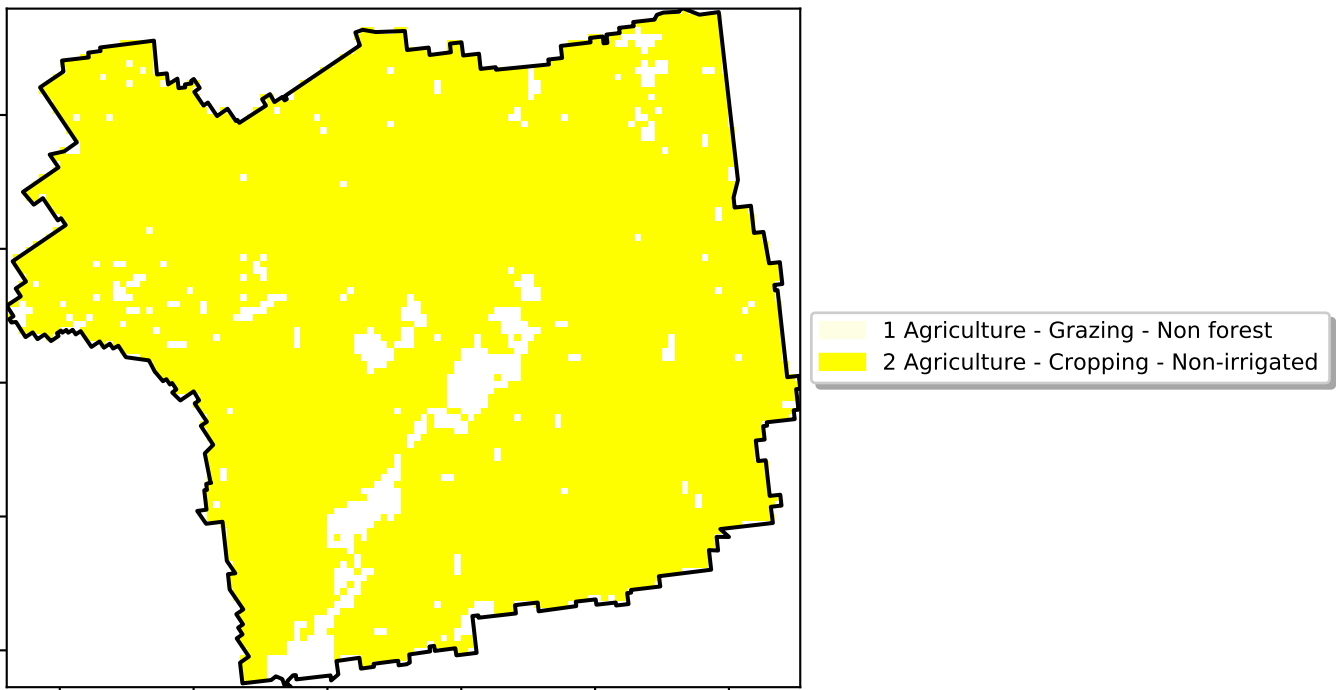 1 Agriculture - Grazing - Non forest
2 Agriculture - Cropping - Non-irrigated